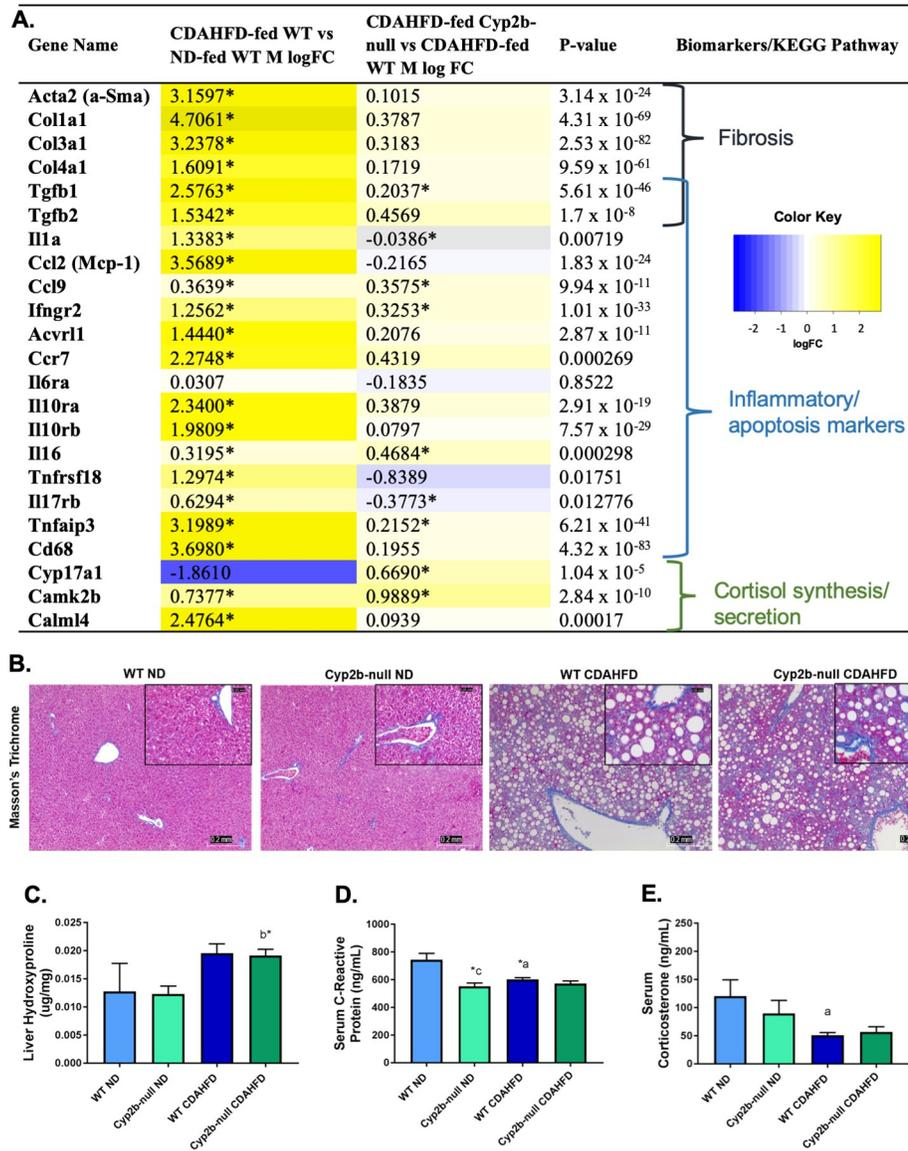 A.
Gene Name
CDAHFD-fed WT vs
ND-fed WT M logFC
CDAHFD-fed Cyp2b-
null vs CDAHFD-fed
WT M log FC
P-value
Biomarkers/KEGG Pathway
Acta2 (a-Sma) 3.1597* 0.1015 3.14 x 10-24
Col1a1 4.7061* 0.3787 4.31 x 10-69
Col3a1 3.2378* 0.3183 2.53 x 10-82
Col4a1 1.6091* 0.1719 9.59 x 10-61
Tgfb1 2.5763* 0.2037* 5.61 x 10-46
Tgfb2 1.5342* 0.4569 1.7 x 10-8
Il1a 1.3383* -0.0386* 0.00719
Ccl2 (Mcp-1) 3.5689* -0.2165 1.83 x 10-24
Ccl9 0.3639* 0.3575* 9.94 x 10-11
Ifngr2 1.2562* 0.3253* 1.01 x 10-33
Acvrl1 1.4440* 0.2076 2.87 x 10-11
Ccr7 2.2748* 0.4319 0.000269
Il6ra 0.0307 -0.1835 0.8522
Il10ra 2.3400* 0.3879 2.91 x 10-19
Il10rb 1.9809* 0.0797 7.57 x 10-29
Il16 0.3195* 0.4684* 0.000298
Tnfrsf18 1.2974* -0.8389 0.01751
Il17rb 0.6294* -0.3773* 0.012776
Tnfaip3 3.1989* 0.2152* 6.21 x 10-41
Cd68 3.6980* 0.1955 4.32 x 10-83
Cyp17a1 -1.8610 0.6690* 1.04 x 10-5
Camk2b 0.7377* 0.9889* 2.84 x 10-10
Calml4 2.4764* 0.0939 0.00017
Fibrosis
Color Key
-2 -1 0 1 2
logFC
Inflammatory/
apoptosis markers
Cortisol synthesis/
secretion
B.
WT ND Cyp2b-null ND WT CDAHFD Cyp2b-null CDAHFD
Masson's Trichrome
0.2 mm 0.2 mm 0.2 mm 0.2
C.
Liver Hydroxyproline
(ug/mg)
0.025
0.020
0.015
0.010
0.005
0.000
b*
WT ND
Cyp2b-null ND
WT CDAHFD
Cyp2b-null CDAHFD
D.
Serum C-Reactive
Protein (ng/mL)
1000
800
600
400
200
0
*c
*a
WT ND
Cyp2b-null ND
WT CDAHFD
Cyp2b-null CDAHFD
E.
Serum
Corticosterone (ng/mL)
250
200
150
100
50
0
a
WT ND
Cyp2b-null ND
WT CDAHFD
Cyp2b-null CDAHFD